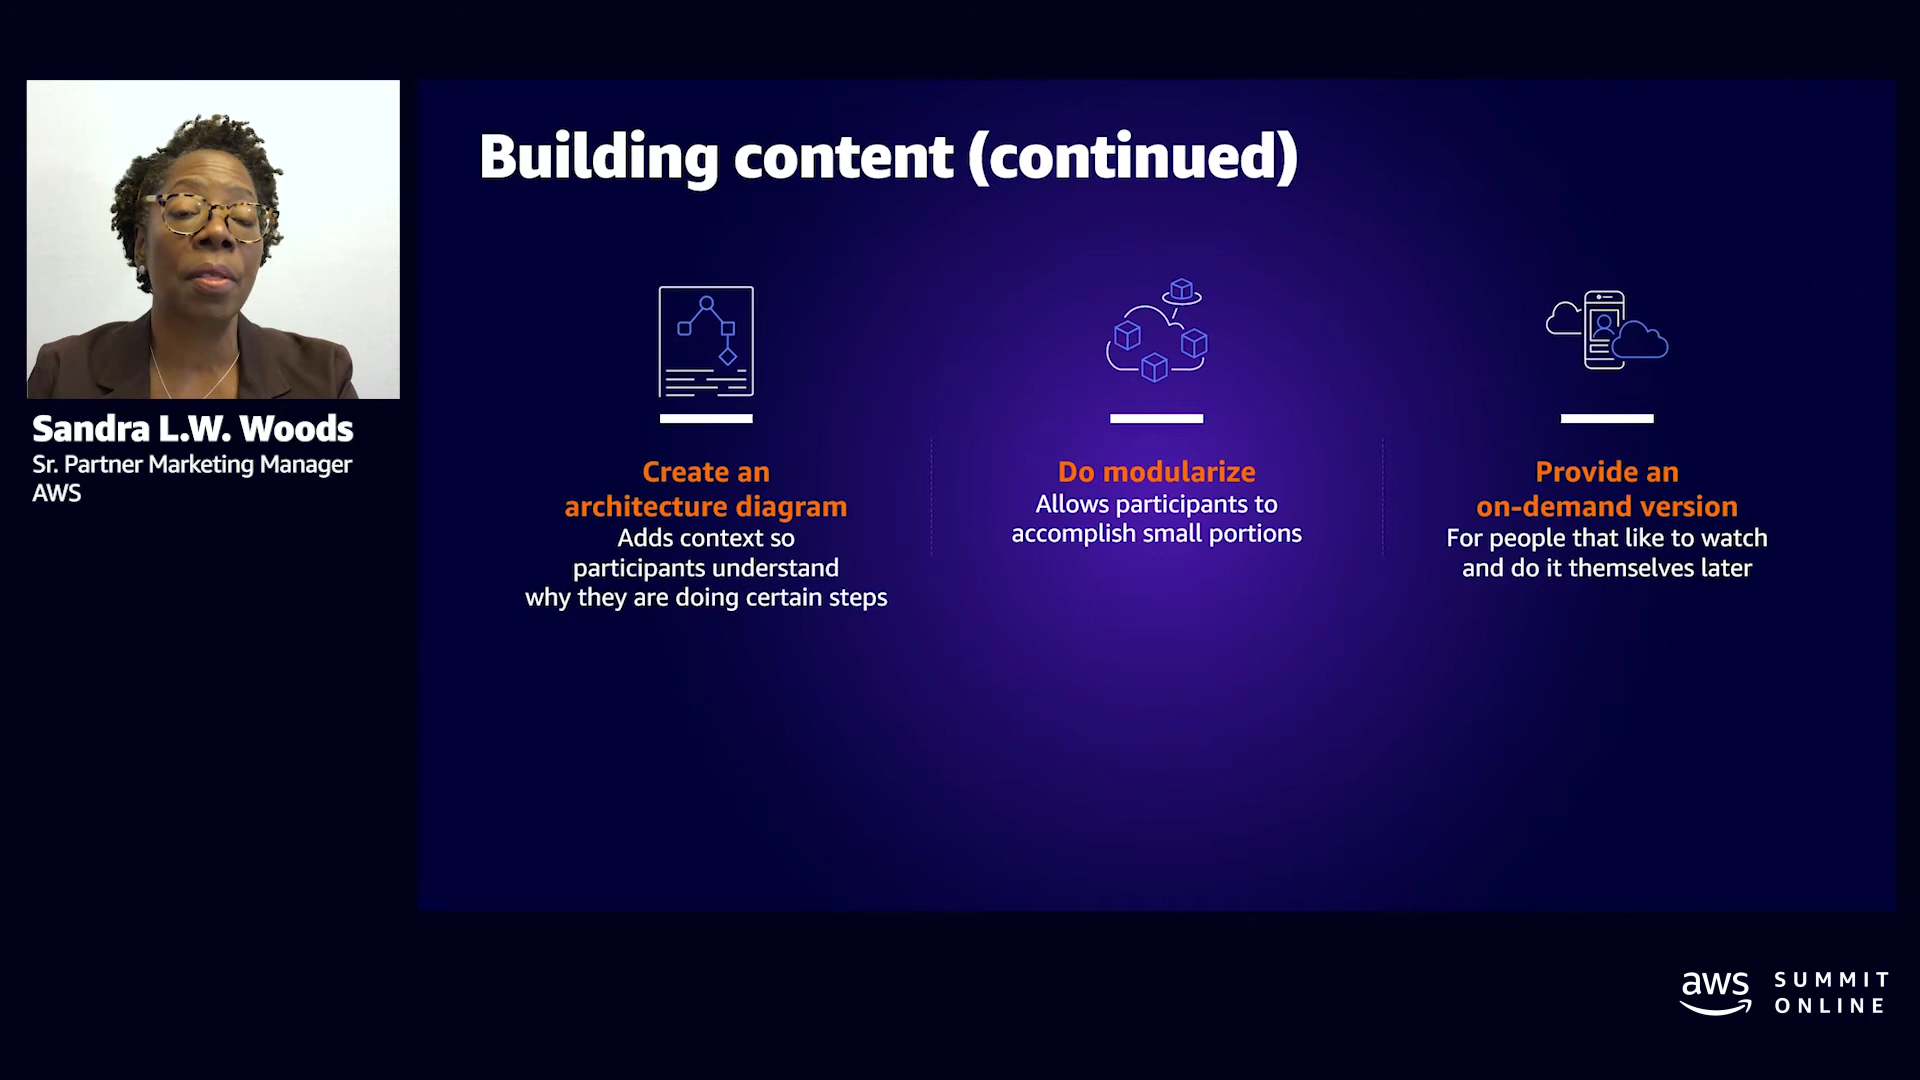 Building content (continued)
Sandra L.W. Woods
Sr. Partner Marketing Manager
AWS
Create an
architecture diagram
Adds context so
participants understand
why they are doing certain steps
Do modularize
Allows participants to
accomplish small portions
Provide an
on-demand version
For people that like to watch
and do it themselves later
aws
SUMMIT
ONLINE